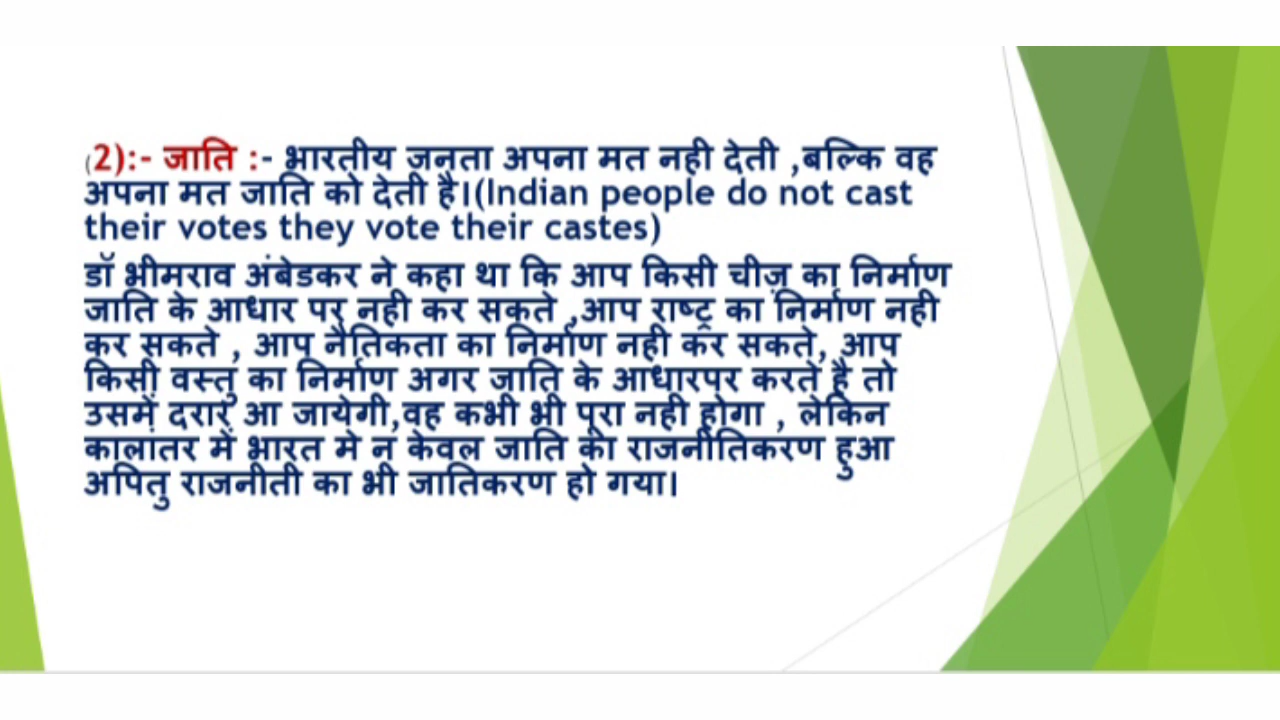 (2):- जाति :- भारतीय जनता अपना मत नही देती ,बल्कि वह
अपना मत जाति को देती है।(Indian people do not cast
their votes they vote their castes)
डॉ भीमराव अंबेडकर ने कहा था कि आप किसी चीज़ का निर्माण
जाति के आधार पर नही कर सकते ,आप राष्ट्र का निर्माण नही
कर सकते , आप नैतिकता का निर्माण नही कर सकते, आप
किसी वस्तु का निर्माण अगर जाति के आधारपर करते है तो
उसमें दरार आ जायेगी,वह कभी भी पूरा नही होगा , लेकिन
कालांतर में भारत मे न केवल जाति का राजनीतिकरण हुआ
अपितु राजनीती का भी जातिकरण हो गया।